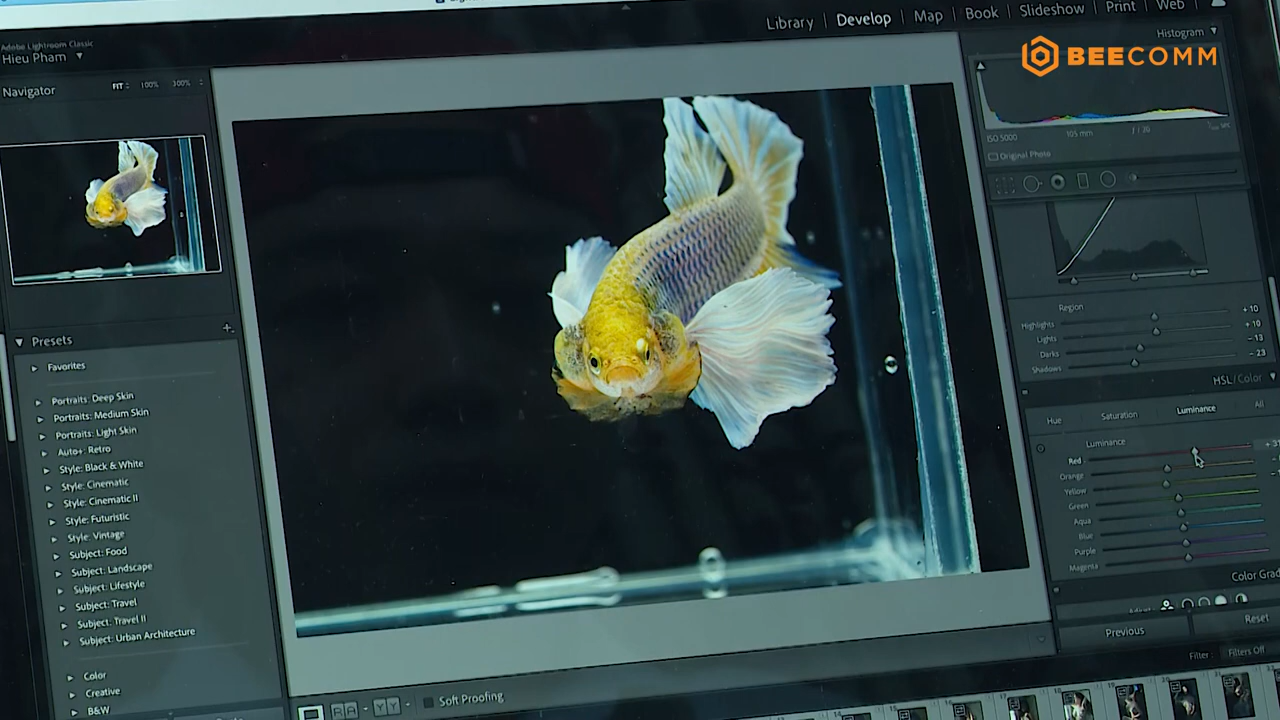 Library | Develop | Map | Book | Slideshow | Print | Web
Adobe Lightroom Classic
Hieu Pham
Navigator
FIT
100%
300%
Presets
Favorites
Portraits: Deep Skin
Portraits: Medium Skin
Portraits: Light Skin
Auto+: Retro
Style: Black & White
Style: Cinematic
Style: Cinematic II
Style: Futuristic
Style: Vintage
Subject: Food
Subject: Landscape
Subject: Lifestyle
Subject: Travel
Subject: Travel II
Subject: Urban Architecture
Color
Creative
B&W
Soft Proofing
Histogram
BEECOMM
ISO 5000
105 mm
f / 20
Original Photo
Region
Highlights + 10
Lights + 10
Darks - 13
Shadows - 23
HSL / Color
Hue Saturation Luminance All
Luminance
Red
Orange
Yellow
Green
Aqua
Blue
Purple
Magenta
Previous
Reset
Filter :
Filters Off